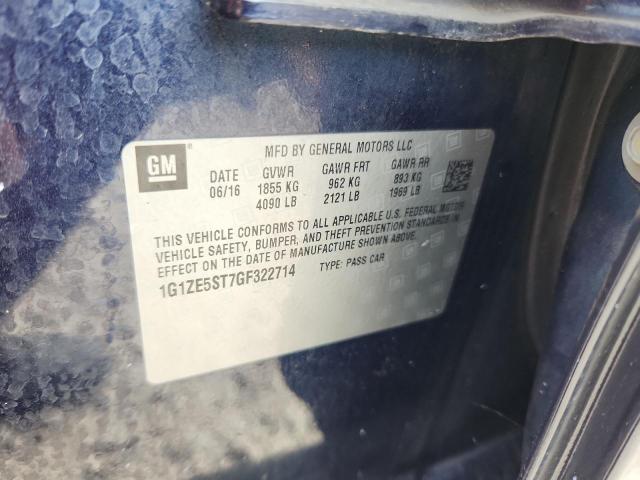 GM
MFD BY GENERAL MOTORS LLC
DATE GVWR GAWR FRT GAWR RR
06/16 1855 KG 962 KG 893 KG
4090 LB 2121 LB 1969 LB
THIS VEHICLE CONFORMS TO ALL APPLICABLE U.S. FEDERAL MOTOR
VEHICLE SAFETY, BUMPER, AND THEFT PREVENTION STANDARDS IN
EFFECT ON THE DATE OF MANUFACTURE SHOWN ABOVE.
1G1ZE5ST7GF322714 TYPE: PASS CAR